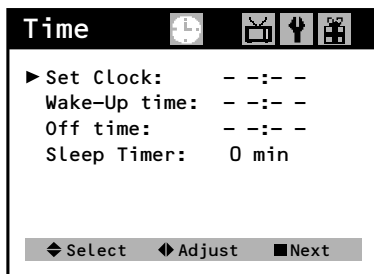 Time
Set Clock: – –:– –
Wake–Up time: – –:– –
Off time: – –:– –
Sleep Timer: 0 min
Select Adjust Next